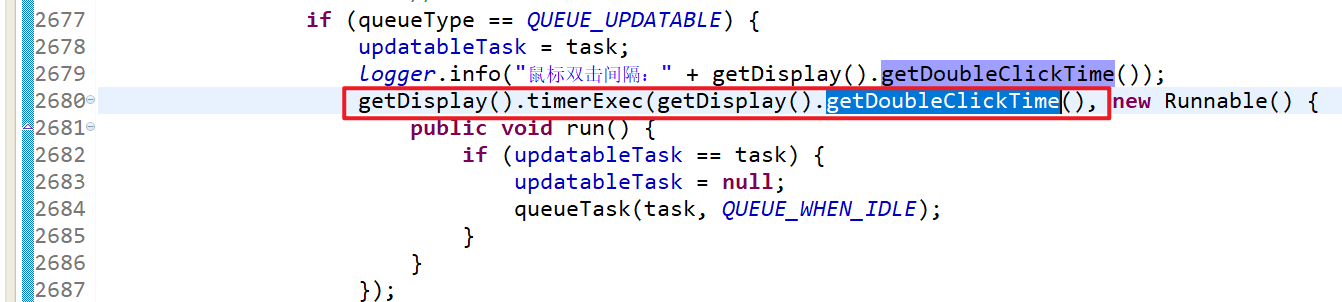 2677 if (queueType == QUEUE_UPDATABLE) {
2678 updatableTask = task;
2679 logger.info("鼠标双击间隔：" + getDisplay().getDoubleClickTime());
2680 getDisplay().timerExec(getDisplay().getDoubleClickTime(), new Runnable() {
2681 public void run() {
2682 if (updatableTask == task) {
2683 updatableTask = null;
2684 queueTask(task, QUEUE_WHEN_IDLE);
2685 }
2686 }
2687 });